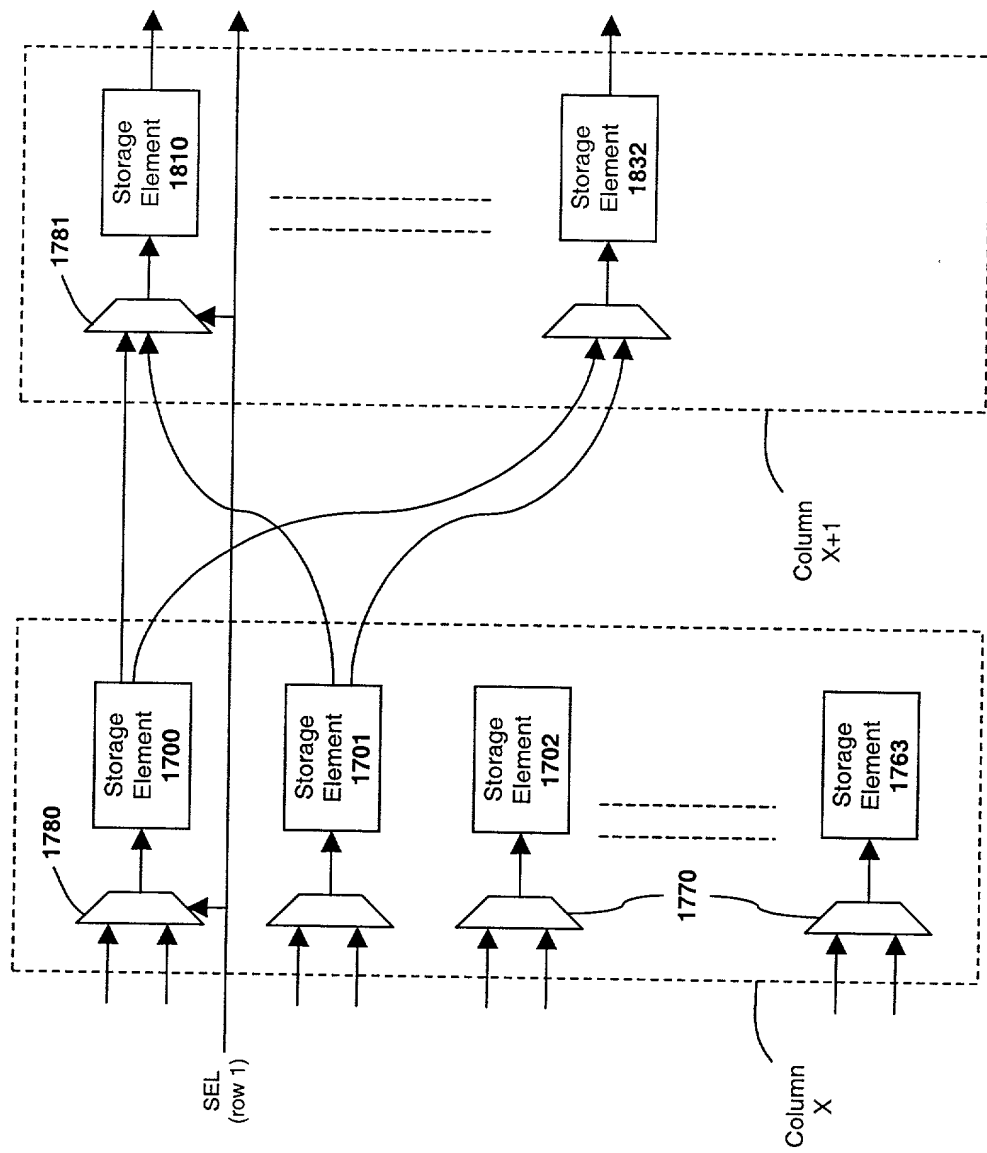 1780
Storage
Element
1700
1781
Storage
Element
1810
SEL
(row 1)
Storage
Element
1701
Storage
Element
1702
1770
Storage
Element
1832
Storage
Element
1763
Column
X
Column
X+1